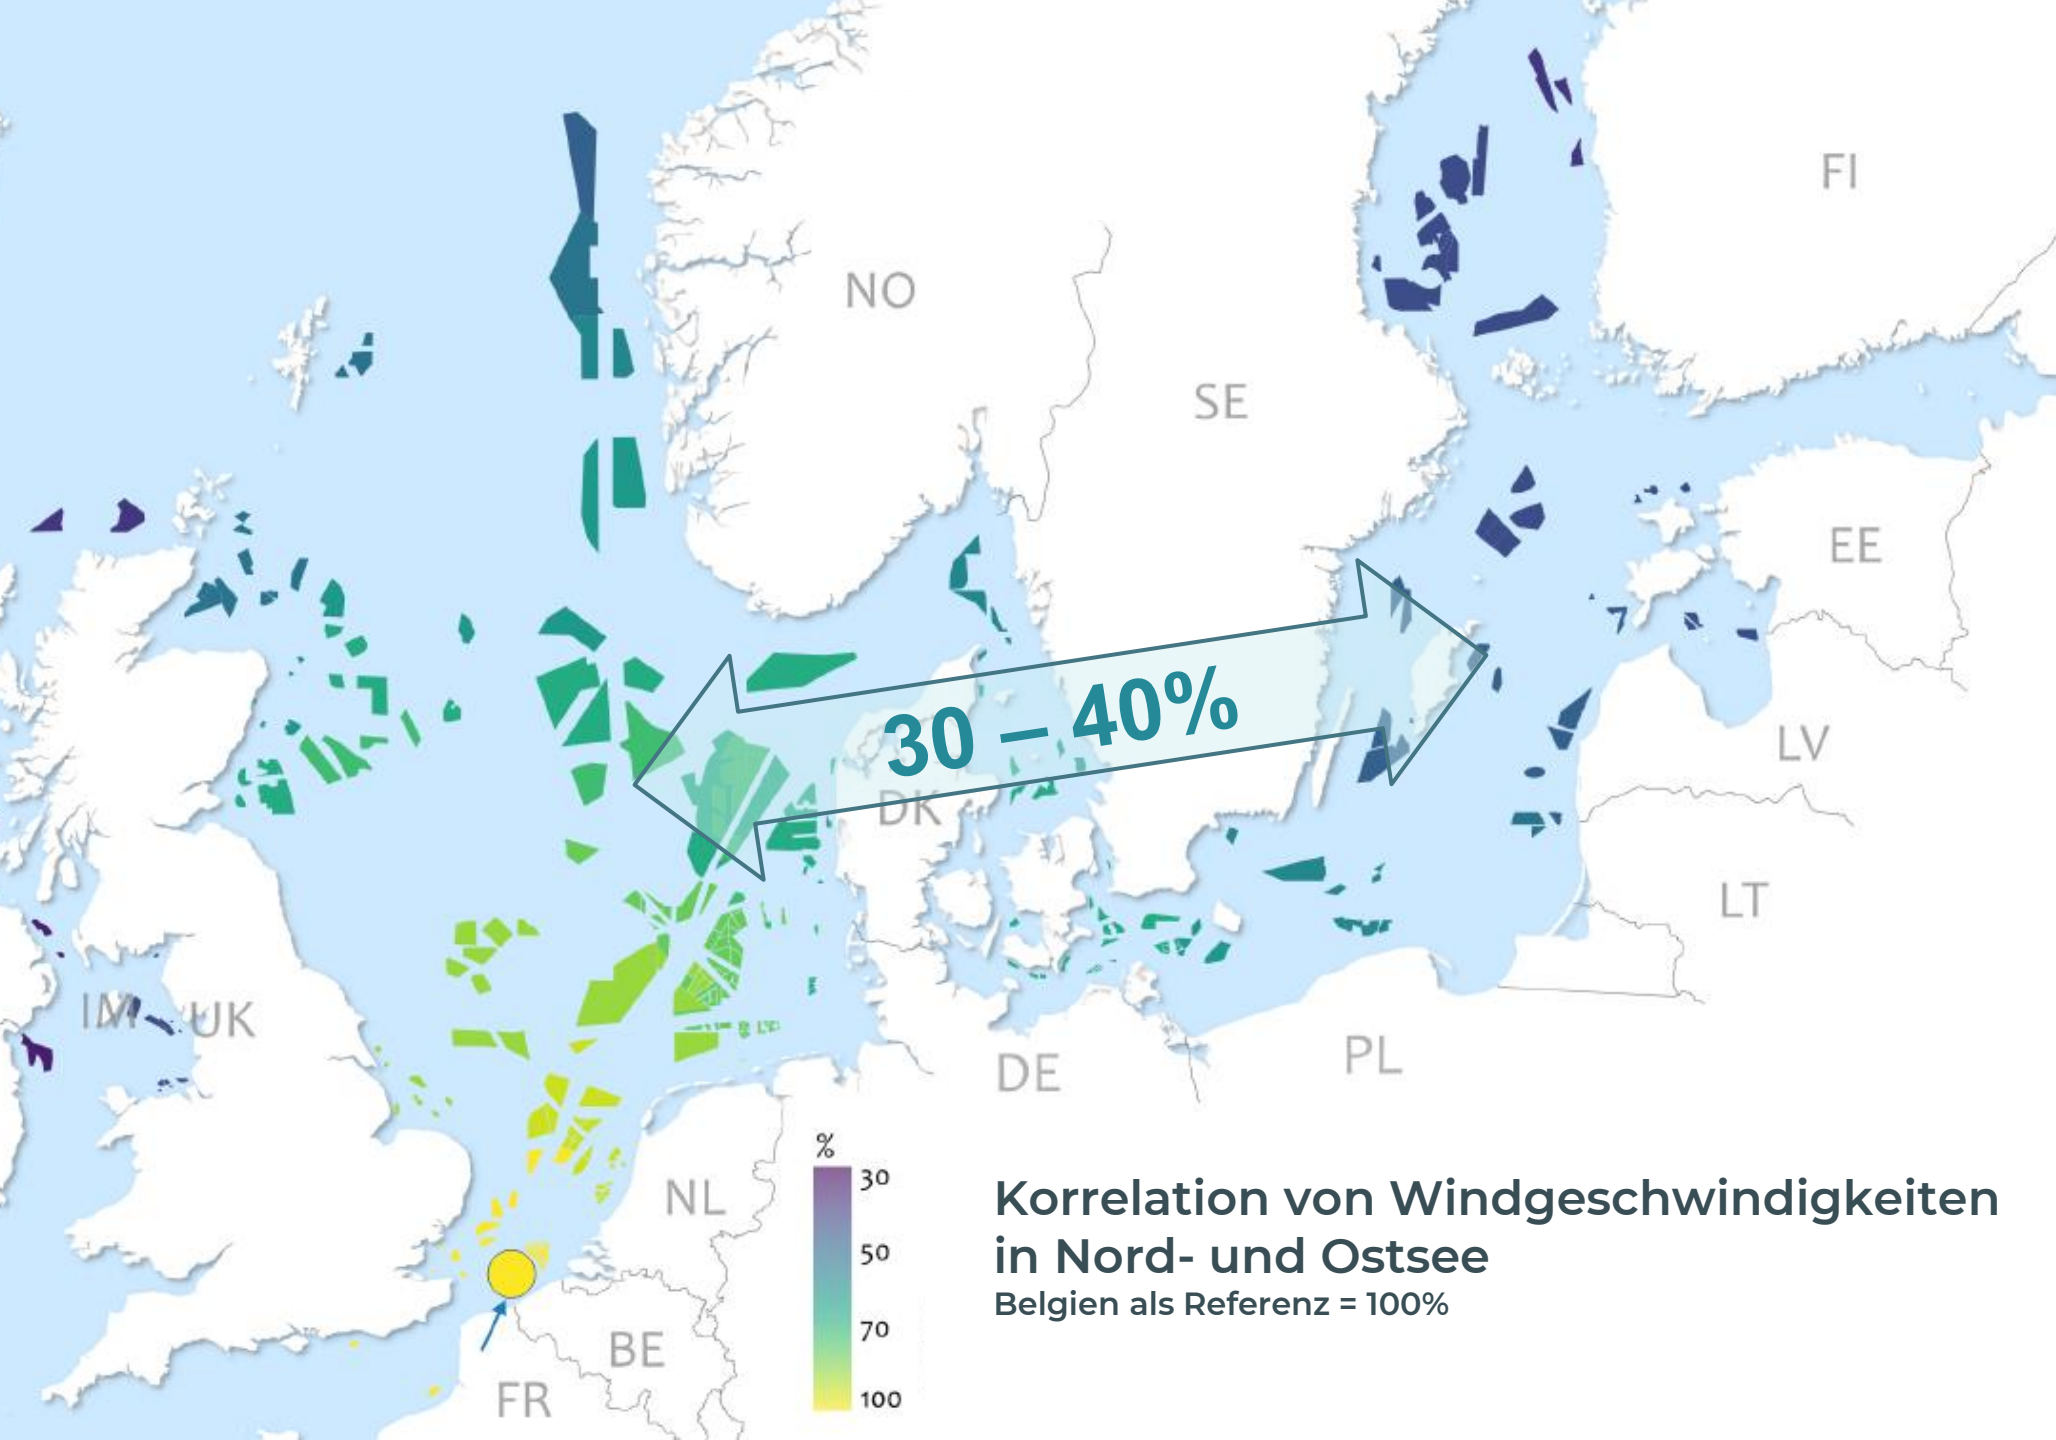 FI
NO
SE
EE
30 – 40%
LV
DK
LT
IM
UK
PL
DE
%
30
NL
50
70
100
BE
FR
Korrelation von Windgeschwindigkeiten
in Nord- und Ostsee
Belgien als Referenz = 100%